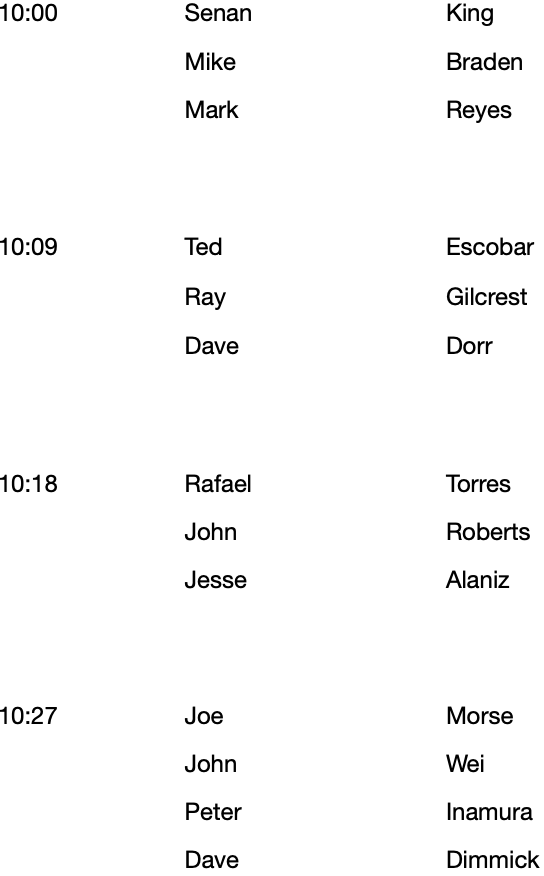 10:00 Senan King
Mike Braden
Mark Reyes
10:09 Ted Escobar
Ray Gilcrest
Dave Dorr
10:18 Rafael Torres
John Roberts
Jesse Alaniz
10:27 Joe Morse
John Wei
Peter Inamura
Dave Dimmick